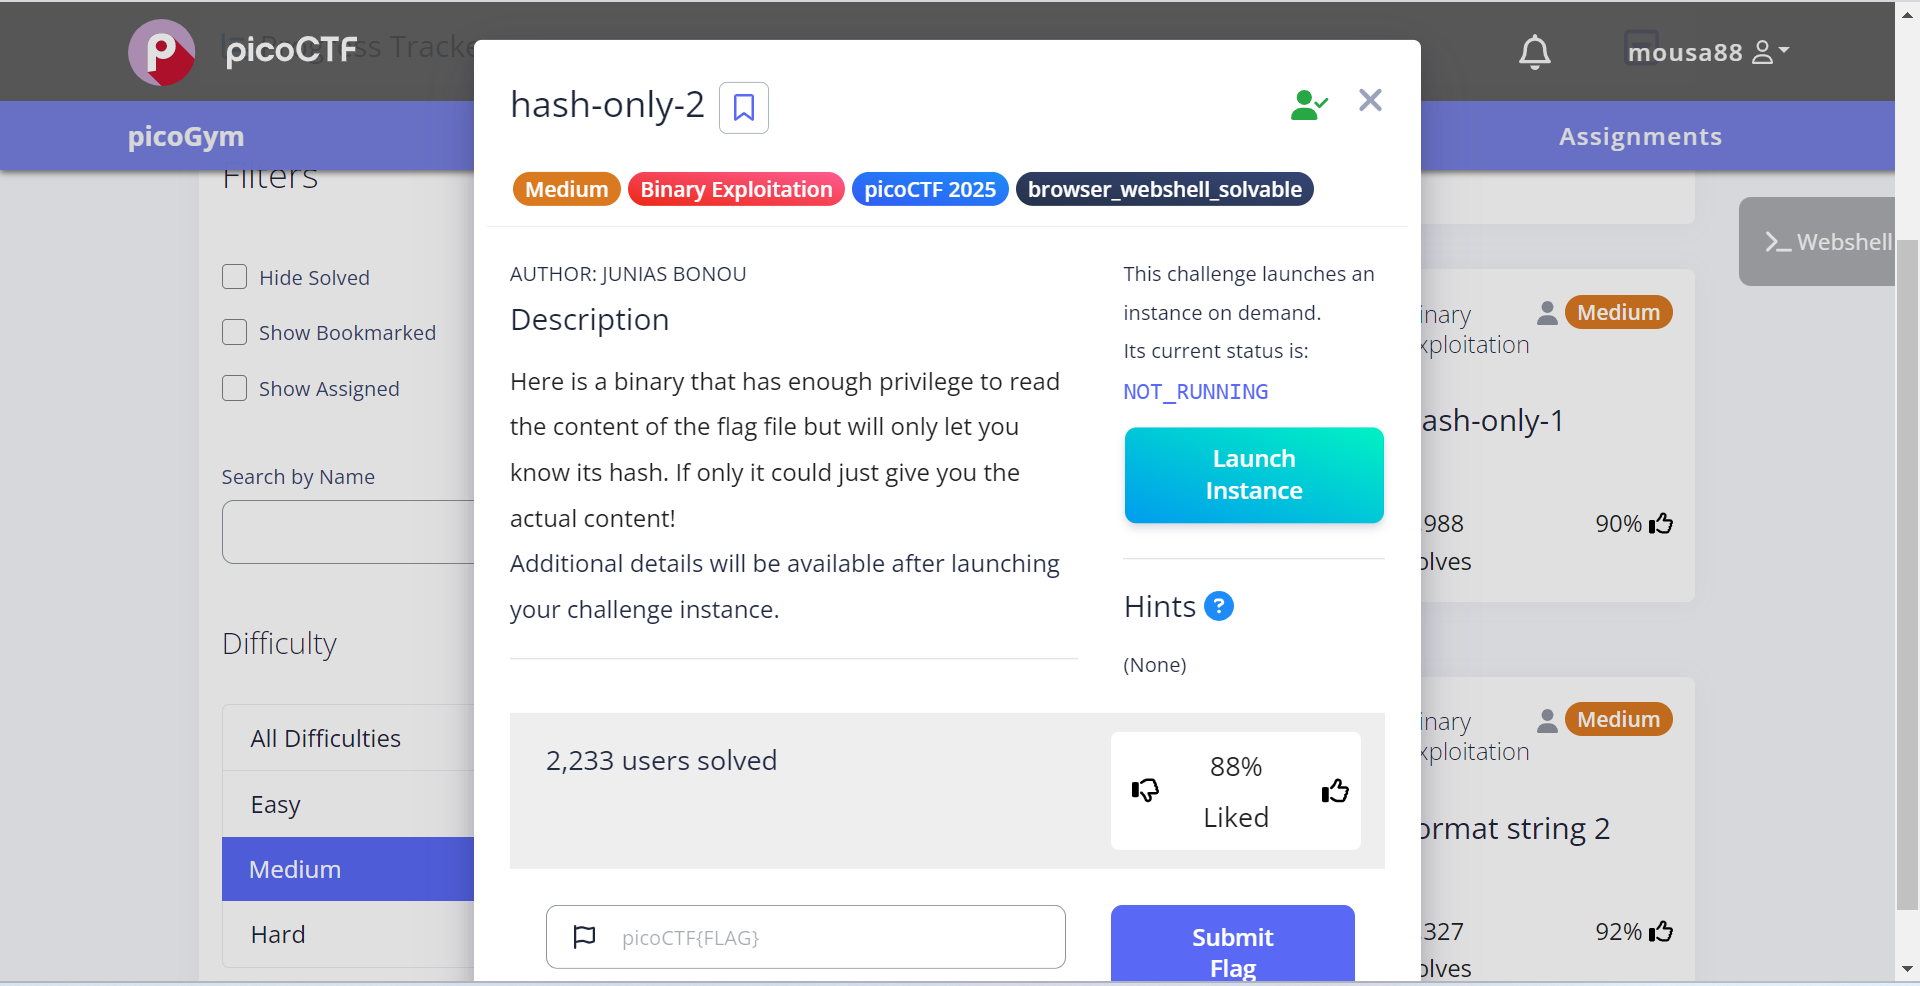 picoCTF
ss Tracke
mousa88
picoGym
Assignments
Filters
Hide Solved
Show Bookmarked
Show Assigned
Search by Name
Difficulty
All Difficulties
Easy
Medium
Hard
hash-only-2
Medium Binary Exploitation picoCTF 2025 browser_webshell_solvable
AUTHOR: JUNIAS BONOU
Description
Here is a binary that has enough privilege to read
the content of the flag file but will only let you
know its hash. If only it could just give you the
actual content!
Additional details will be available after launching
your challenge instance.
This challenge launches an
instance on demand.
Its current status is:
NOT_RUNNING
Launch
Instance
Hints ?
(None)
2,233 users solved
88%
Liked
picoCTF{FLAG}
Submit
Flag
>_ Webshell
inary
xploitation
Medium
ash-only-1
988
olves
90%
inary
xploitation
Medium
ormat string 2
327
olves
92%